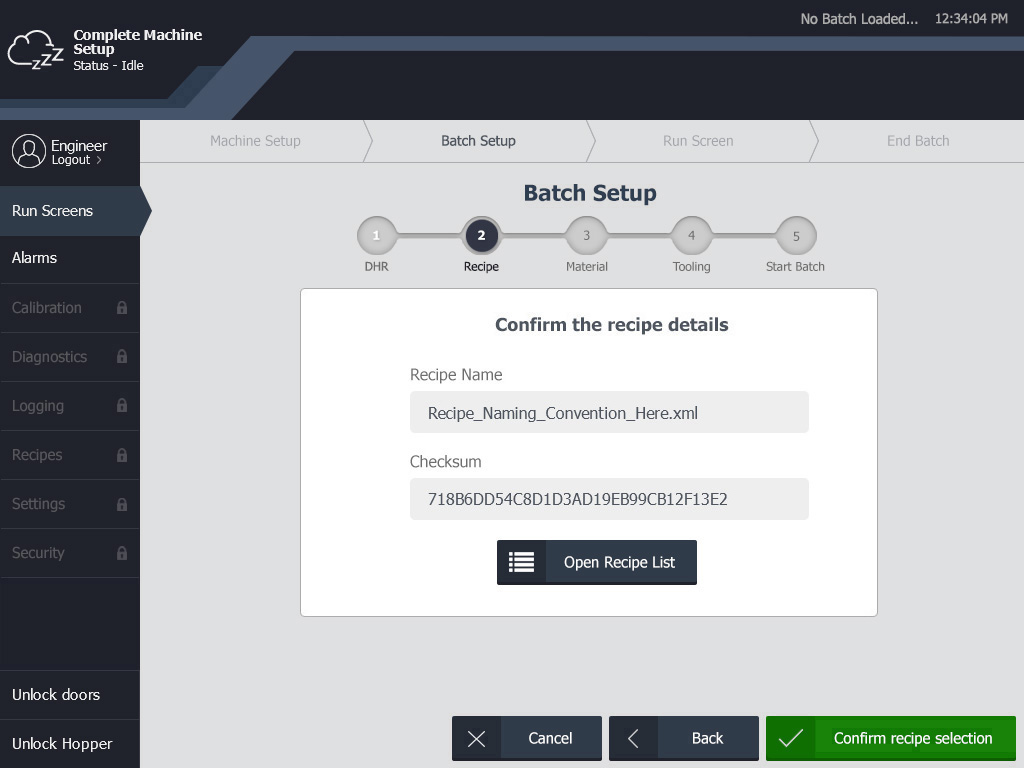 No Batch Loaded... 12:34:04 PM
Complete Machine
Setup
Status - Idle
zZZ
Engineer
Logout >
Machine Setup
Batch Setup
Run Screen
End Batch
Run Screens
Alarms
Calibration
Diagnostics
Logging
Recipes
Settings
Security
Unlock doors
Unlock Hopper
Batch Setup
1 2 3 4 5
DHR Recipe Material Tooling Start Batch
Confirm the recipe details
Recipe Name
Recipe_Naming_Convention_Here.xml
Checksum
718B6DD54C8D1D3AD19EB99CB12F13E2
Open Recipe List
Cancel
Back
Confirm recipe selection